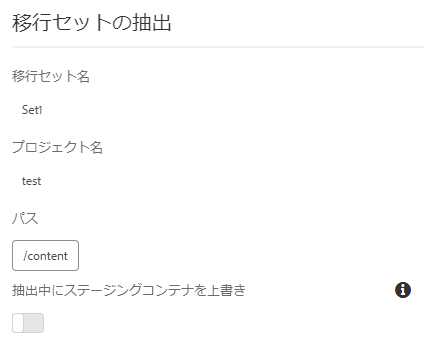 移行セットの抽出
移行セット名
Set1
プロジェクト名
test
パス
/content
抽出中にステージングコンテナを上書き